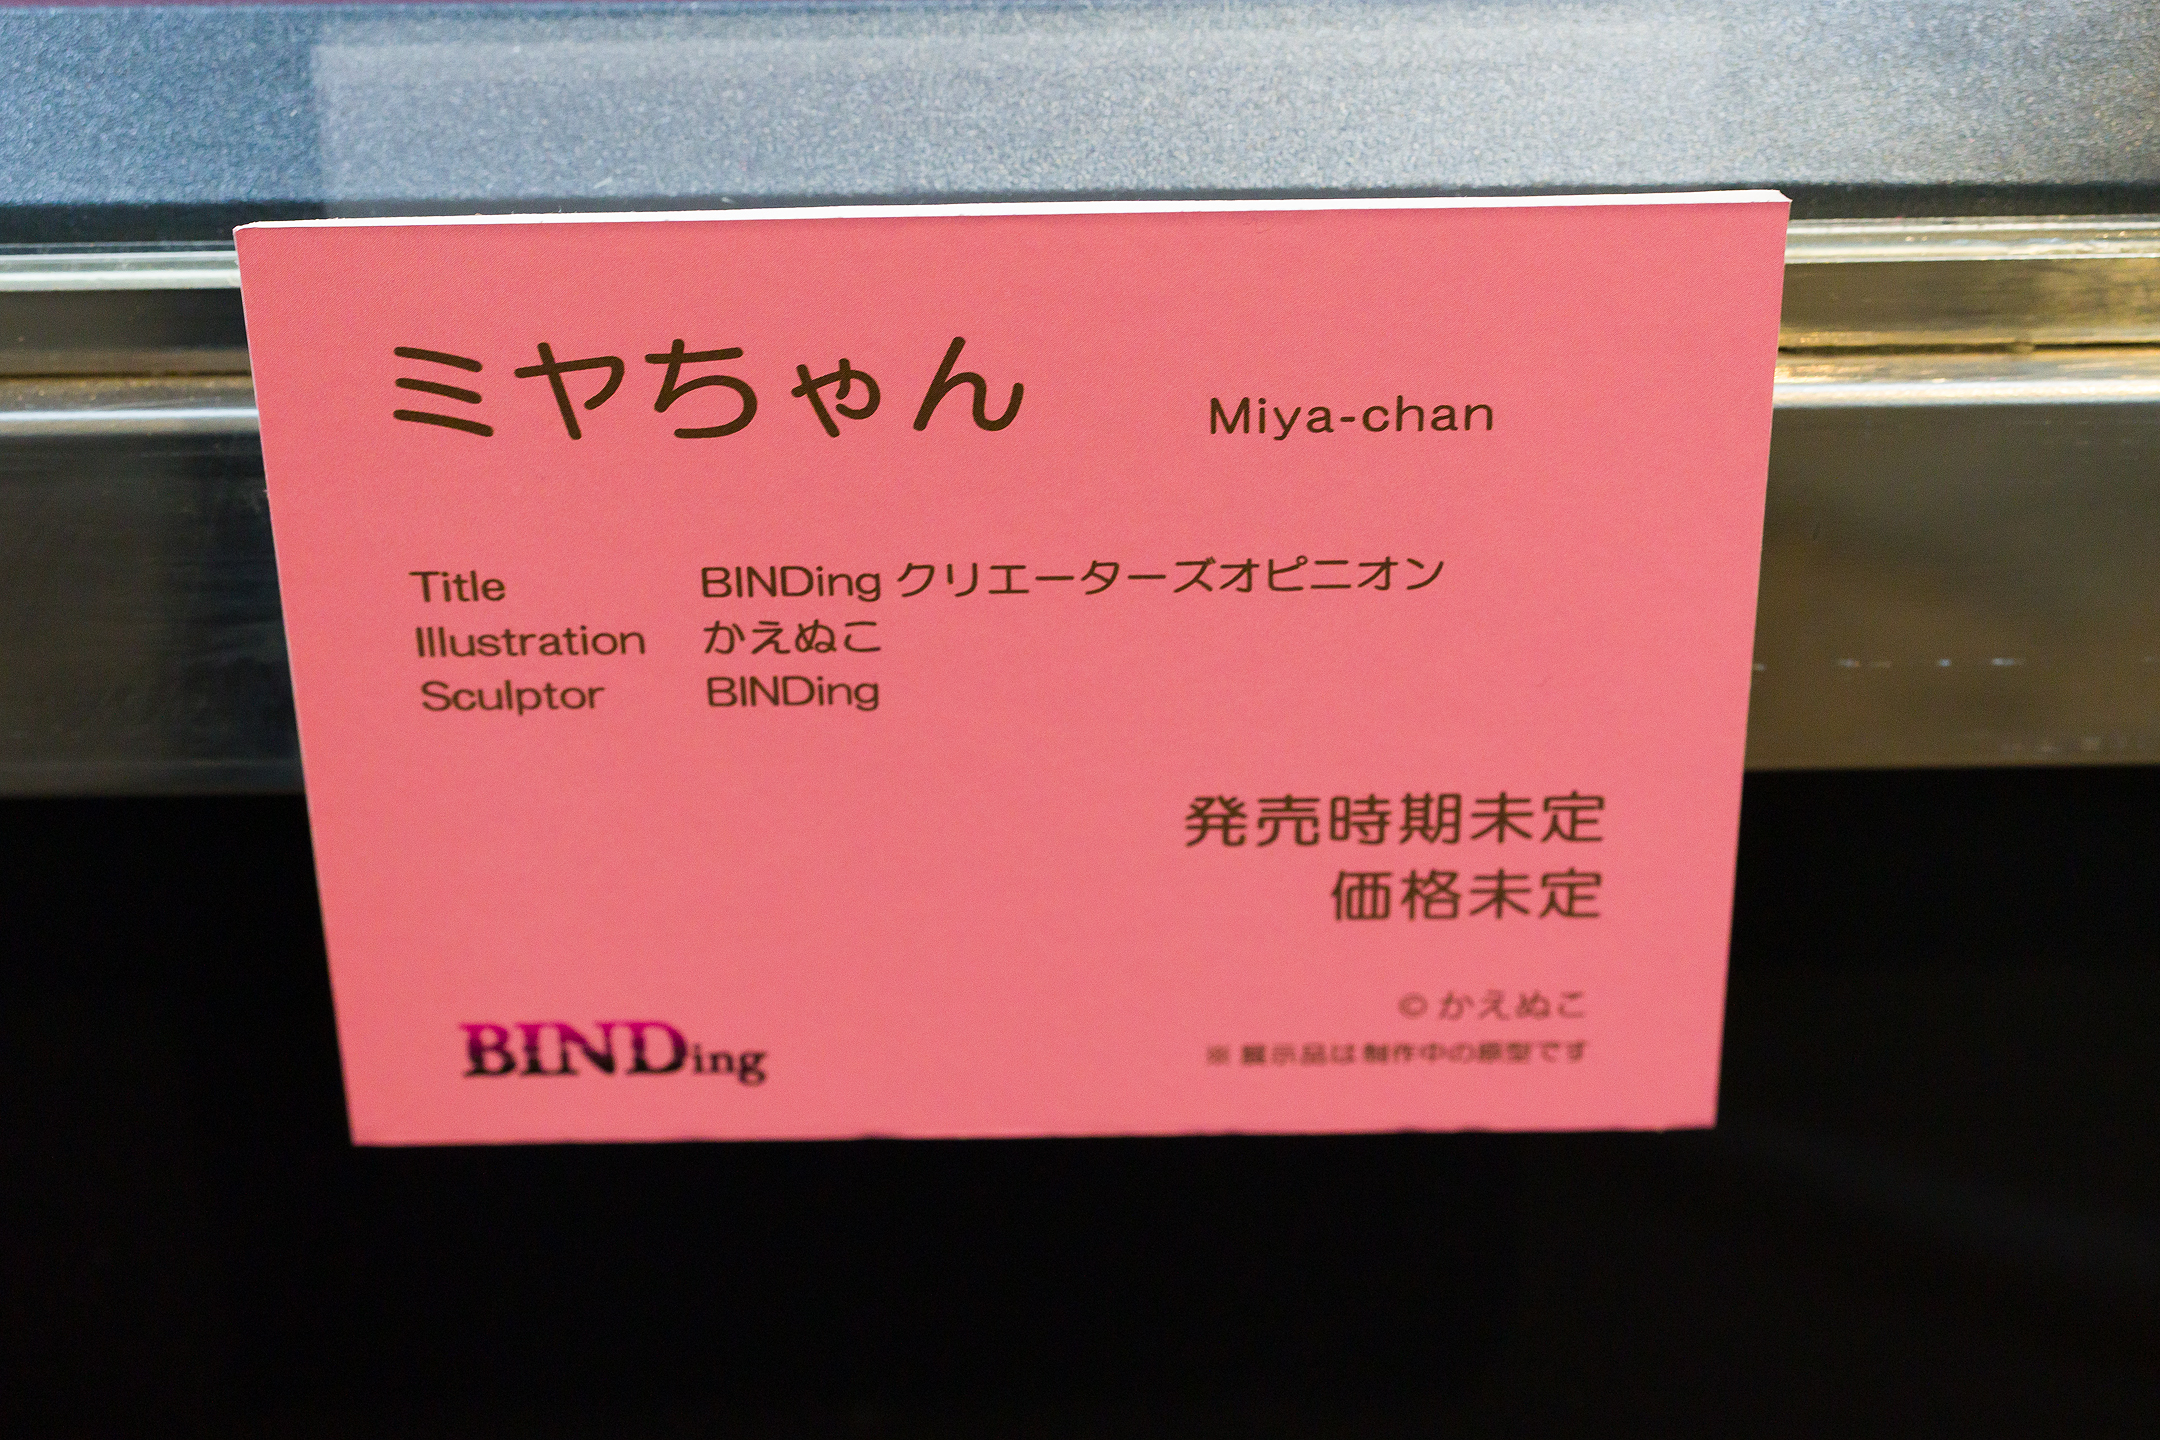 ミヤちゃん Miya-chan
Title BINDing クリエーターズオピニオン
Illustration かえぬこ
Sculptor BINDing
発売時期未定
価格未定
© かえぬこ
※ 展示品は制作中の原型です
BINDing